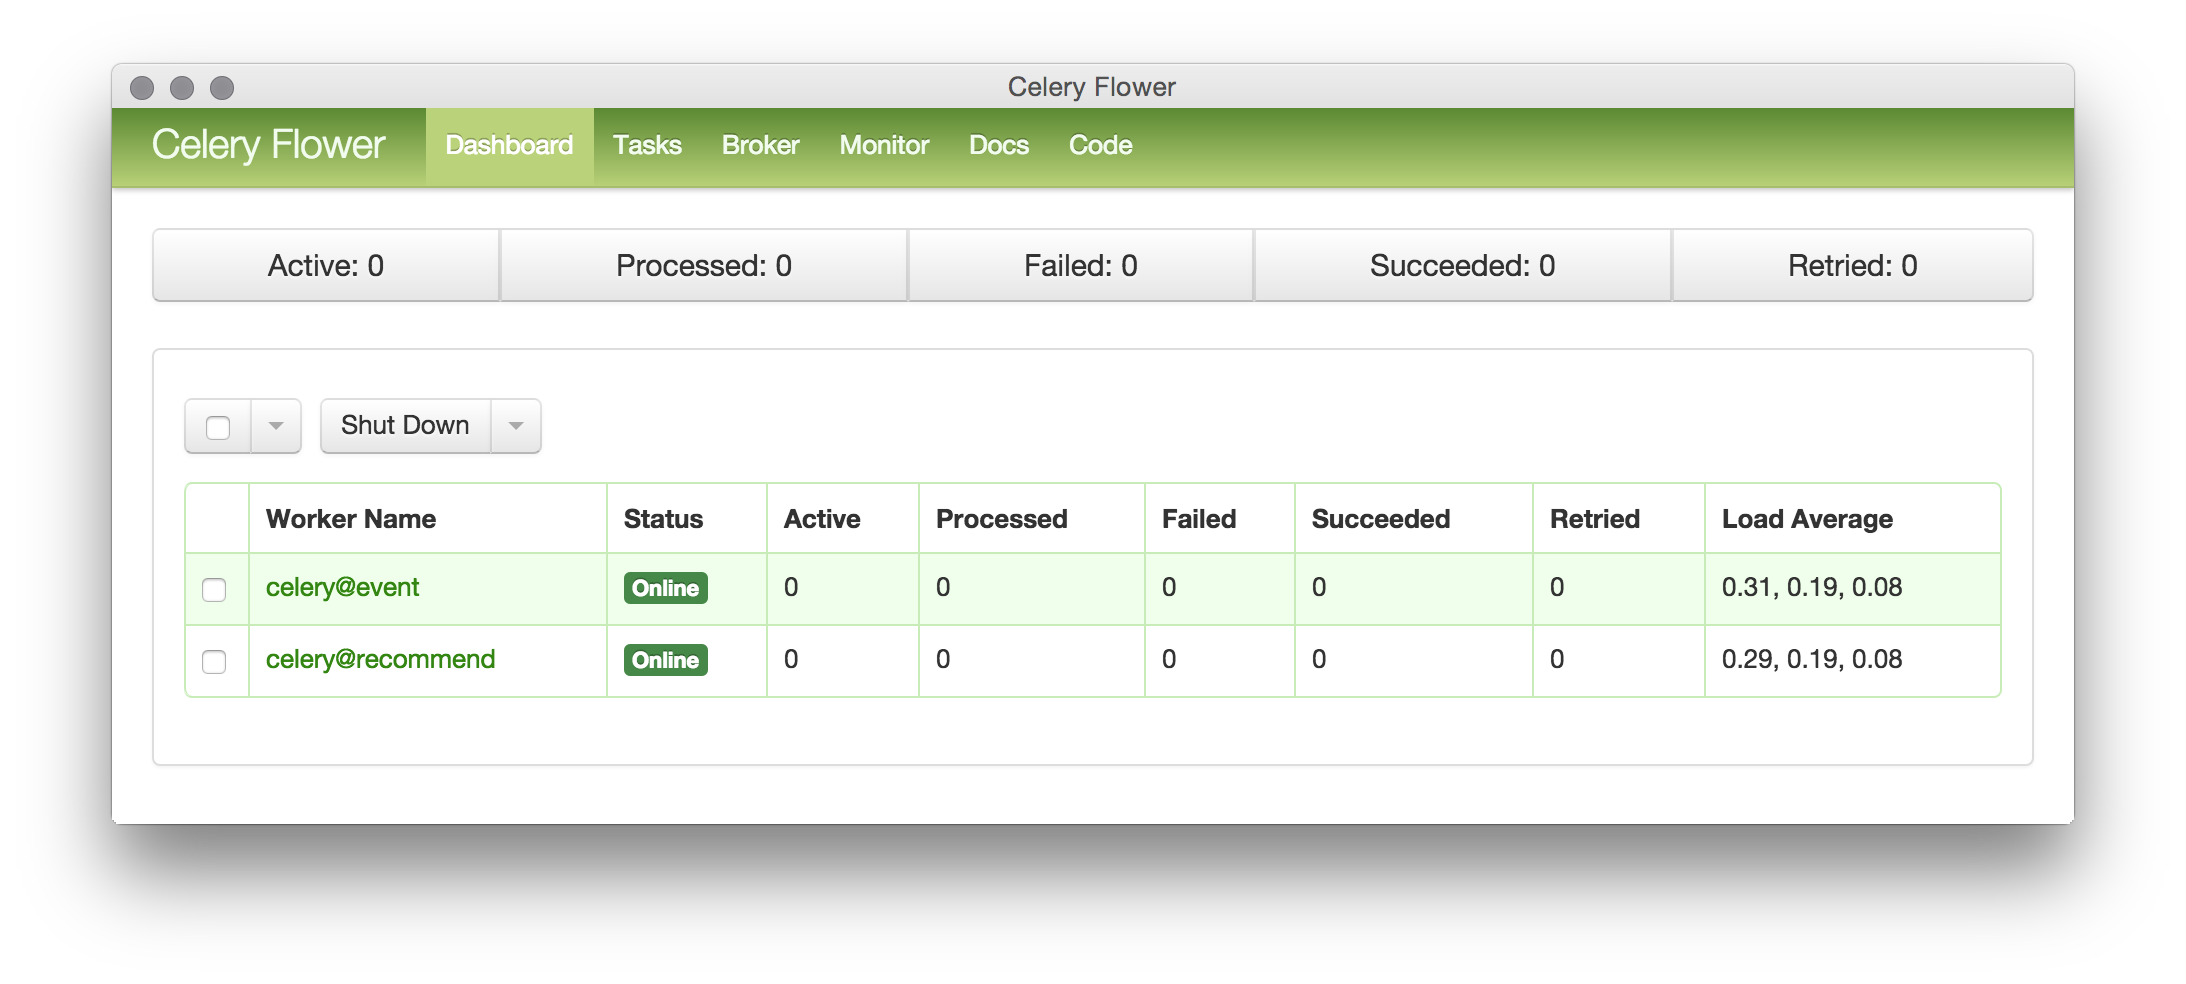 Celery Flower
Celery Flower Dashboard Tasks Broker Monitor Docs Code
Active: 0 Processed: 0 Failed: 0 Succeeded: 0 Retried: 0
Shut Down
Worker Name Status Active Processed Failed Succeeded Retried Load Average
celery@event Online 0 0 0 0 0 0.31, 0.19, 0.08
celery@recommend Online 0 0 0 0 0 0.29, 0.19, 0.08